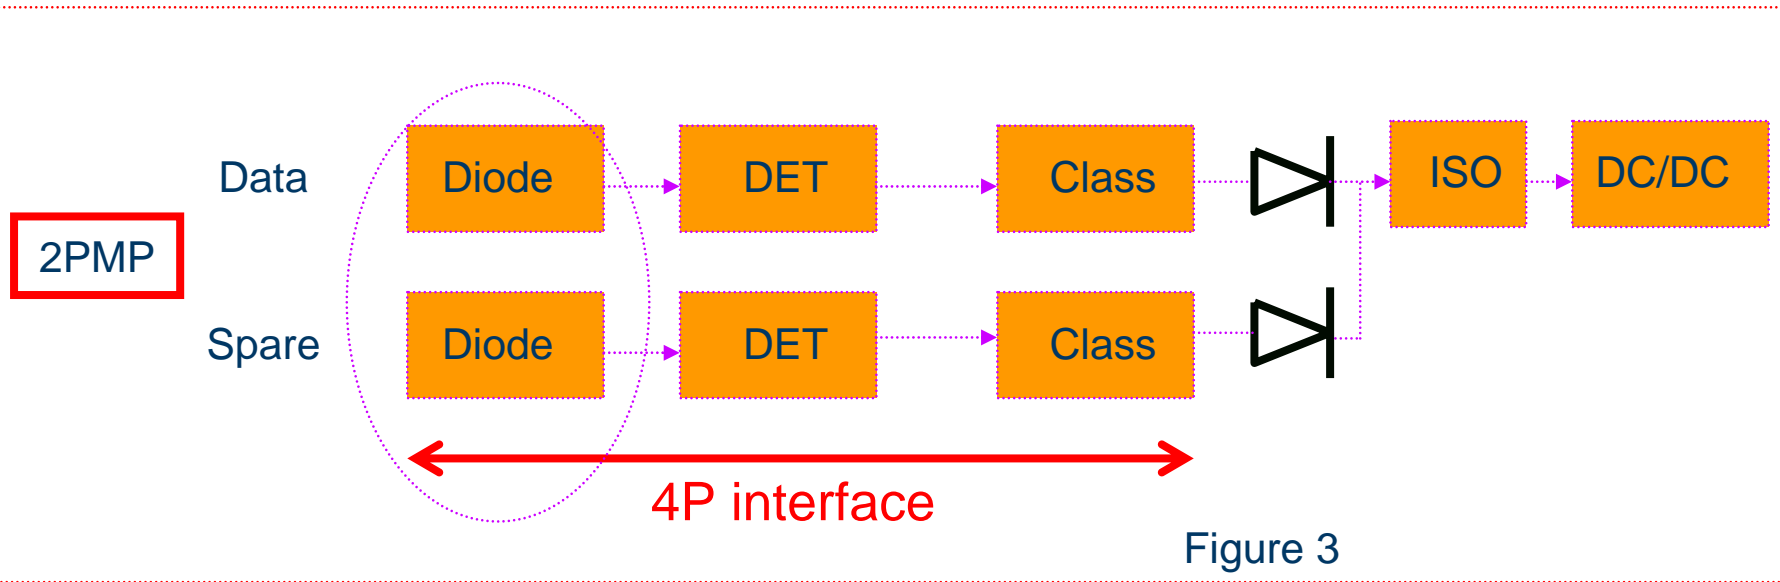 Data
Diode
DET
Class
ISO
DC/DC
2PMP
Spare
Diode
DET
Class
4P interface
Figure 3